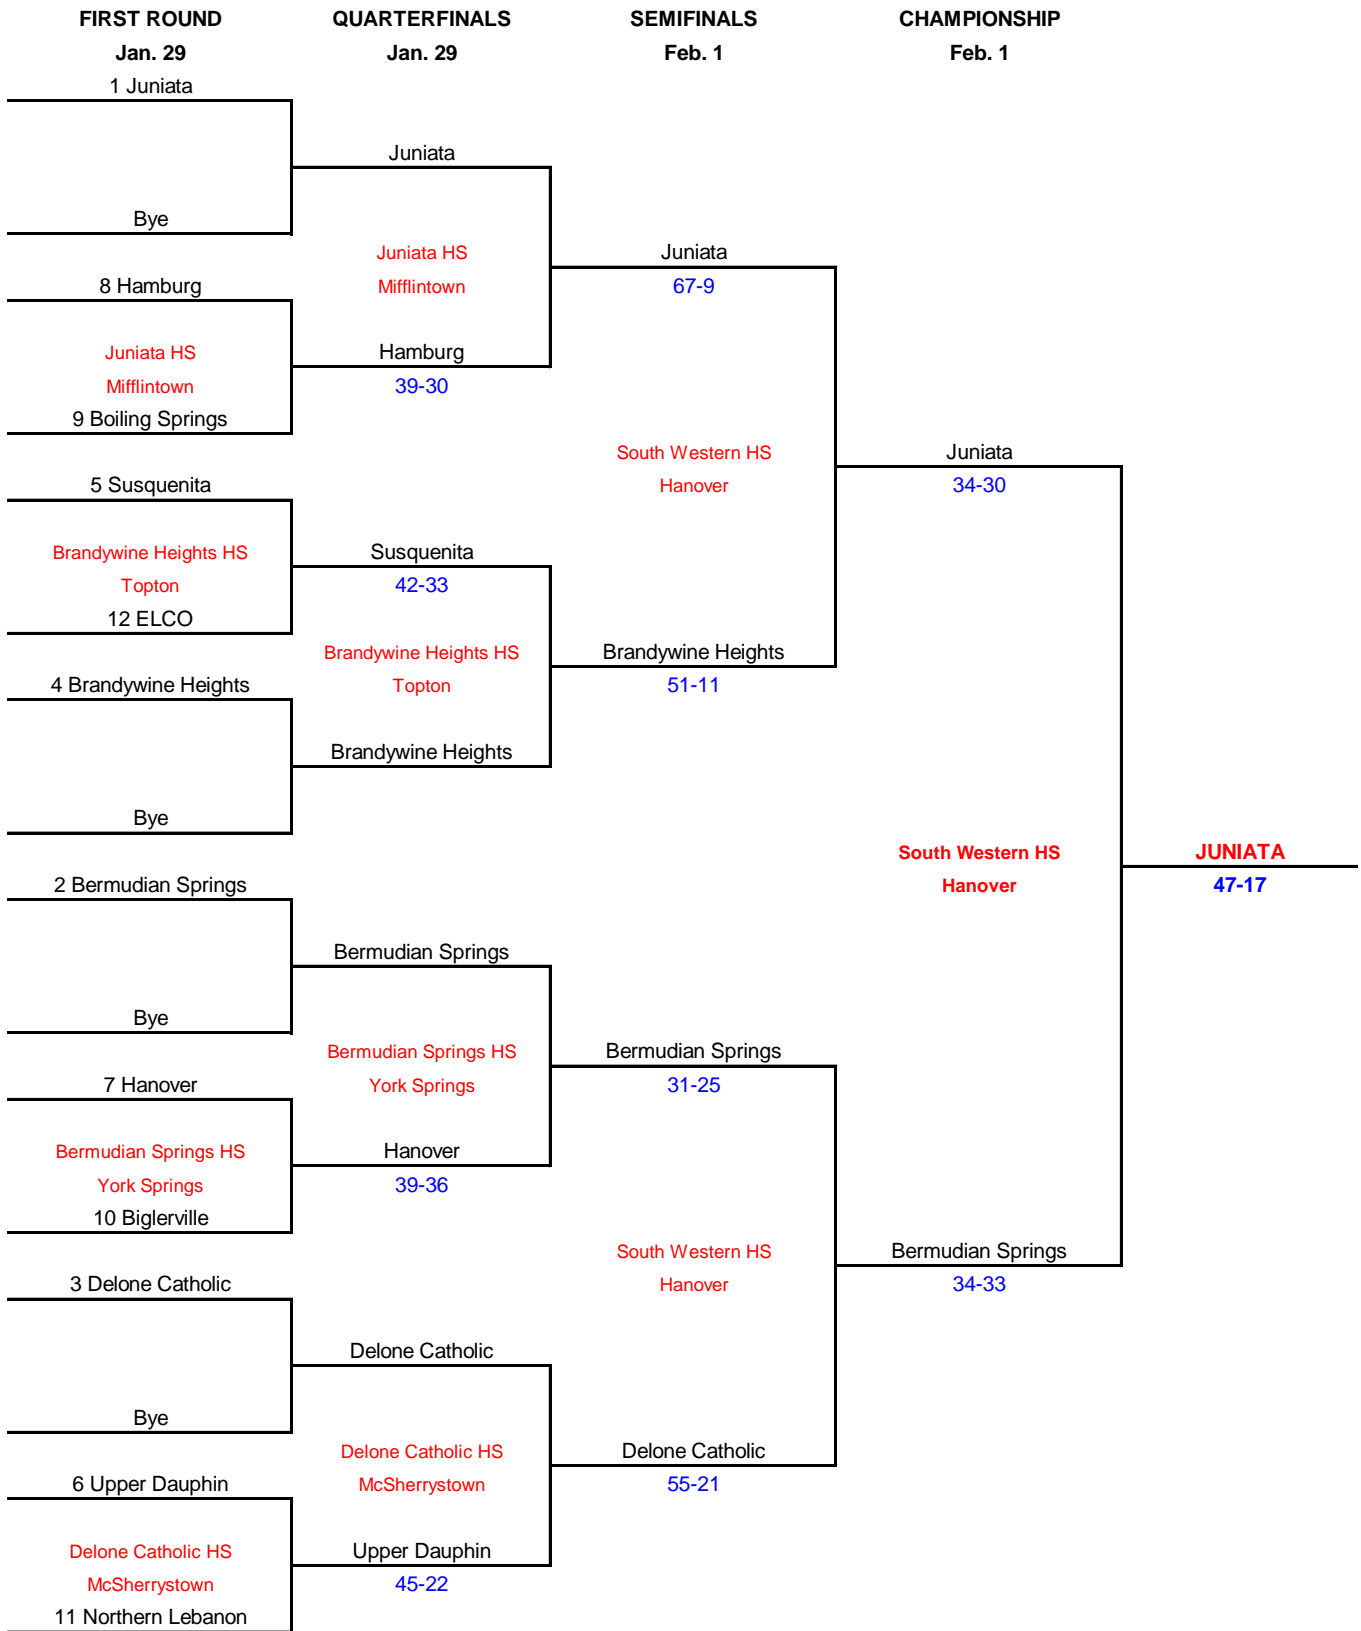 FIRST ROUND QUARTERFINALS SEMIFINALS CHAMPIONSHIP
Jan. 29 Jan. 29 Feb. 1 Feb. 1
1 Juniata
Juniata
Bye
Juniata HS Juniata
8 Hamburg Mifflintown 67-9
Juniata HS Hamburg
Mifflintown 39-30
9 Boiling Springs
South Western HS Juniata
5 Susquenita Hanover 34-30
Brandywine Heights HS Susquenita
Topton 42-33
12 ELCO
Brandywine Heights HS Brandywine Heights
4 Brandywine Heights Topton 51-11
Brandywine Heights
Bye
South Western HS JUNIATA
2 Bermudian Springs Hanover 47-17
Bermudian Springs
Bye
Bermudian Springs HS Bermudian Springs
7 Hanover York Springs 31-25
Bermudian Springs HS Hanover
York Springs 39-36
10 Biglerville
South Western HS Bermudian Springs
3 Delone Catholic Hanover 34-33
Delone Catholic
Bye
Delone Catholic HS Delone Catholic
6 Upper Dauphin McSherrystown 55-21
Delone Catholic HS Upper Dauphin
McSherrystown 45-22
11 Northern Lebanon